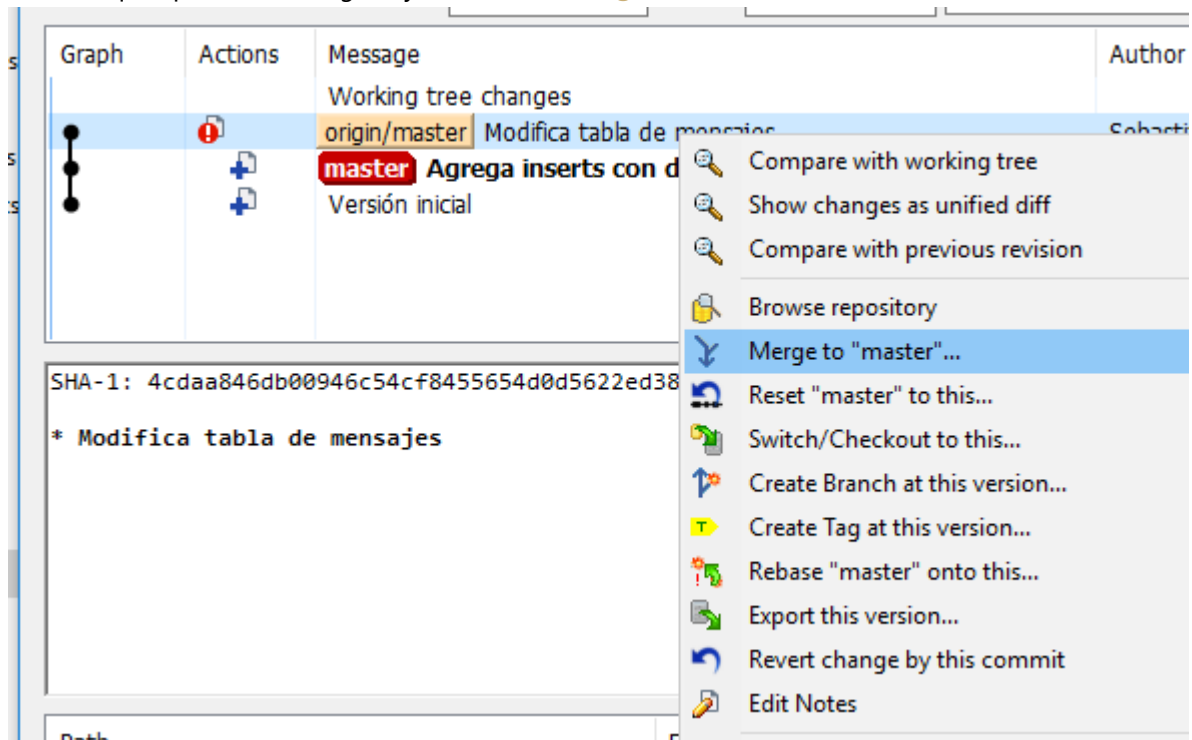 Graph Actions Message Author
Working tree changes
origin/master Modifica tabla de mensajes
master Agrega inserts con d
Versión inicial
SHA-1: 4cdaa846db00946c54cf8455654d0d5622ed38
* Modifica tabla de mensajes
Compare with working tree
Show changes as unified diff
Compare with previous revision
Browse repository
Merge to "master"...
Reset "master" to this...
Switch/Checkout to this...
Create Branch at this version...
T
Create Tag at this version...
Rebase "master" onto this...
Export this version...
Revert change by this commit
Edit Notes